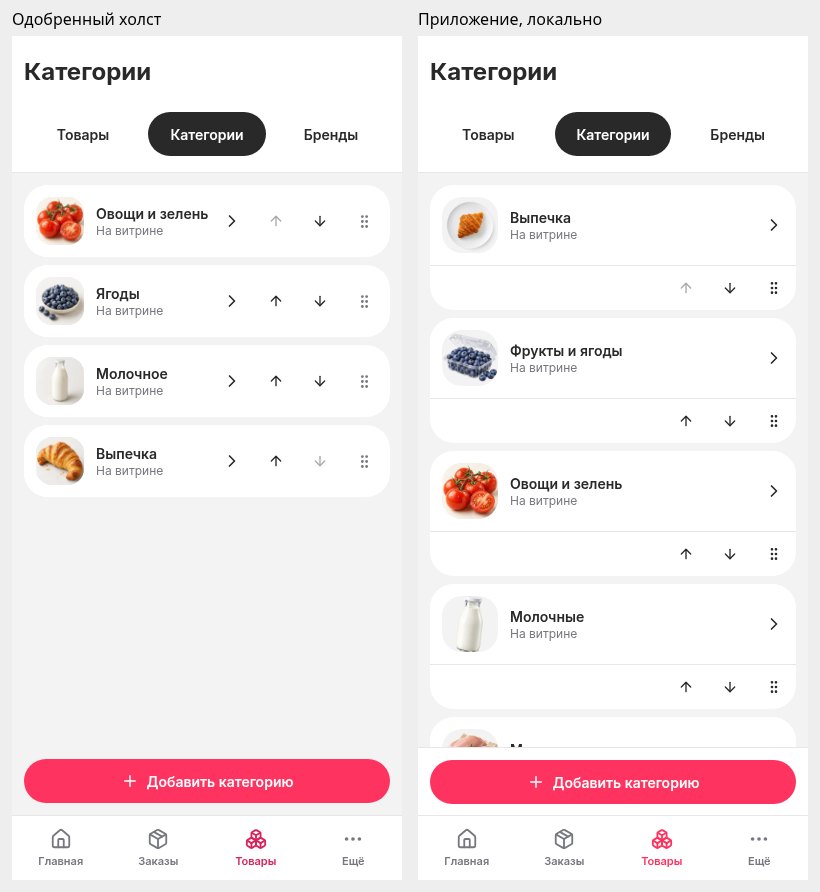 Одобренный холст
Категории
Товары Категории Бренды
Овощи и зелень
На витрине
Ягоды
На витрине
Молочное
На витрине
Выпечка
На витрине
Добавить категорию
Главная Заказы Товары Ещё
Приложение, локально
Категории
Товары Категории Бренды
Выпечка
На витрине
Фрукты и ягоды
На витрине
Овощи и зелень
На витрине
Молочные
На витрине
Добавить категорию
Главная Заказы Товары Ещё